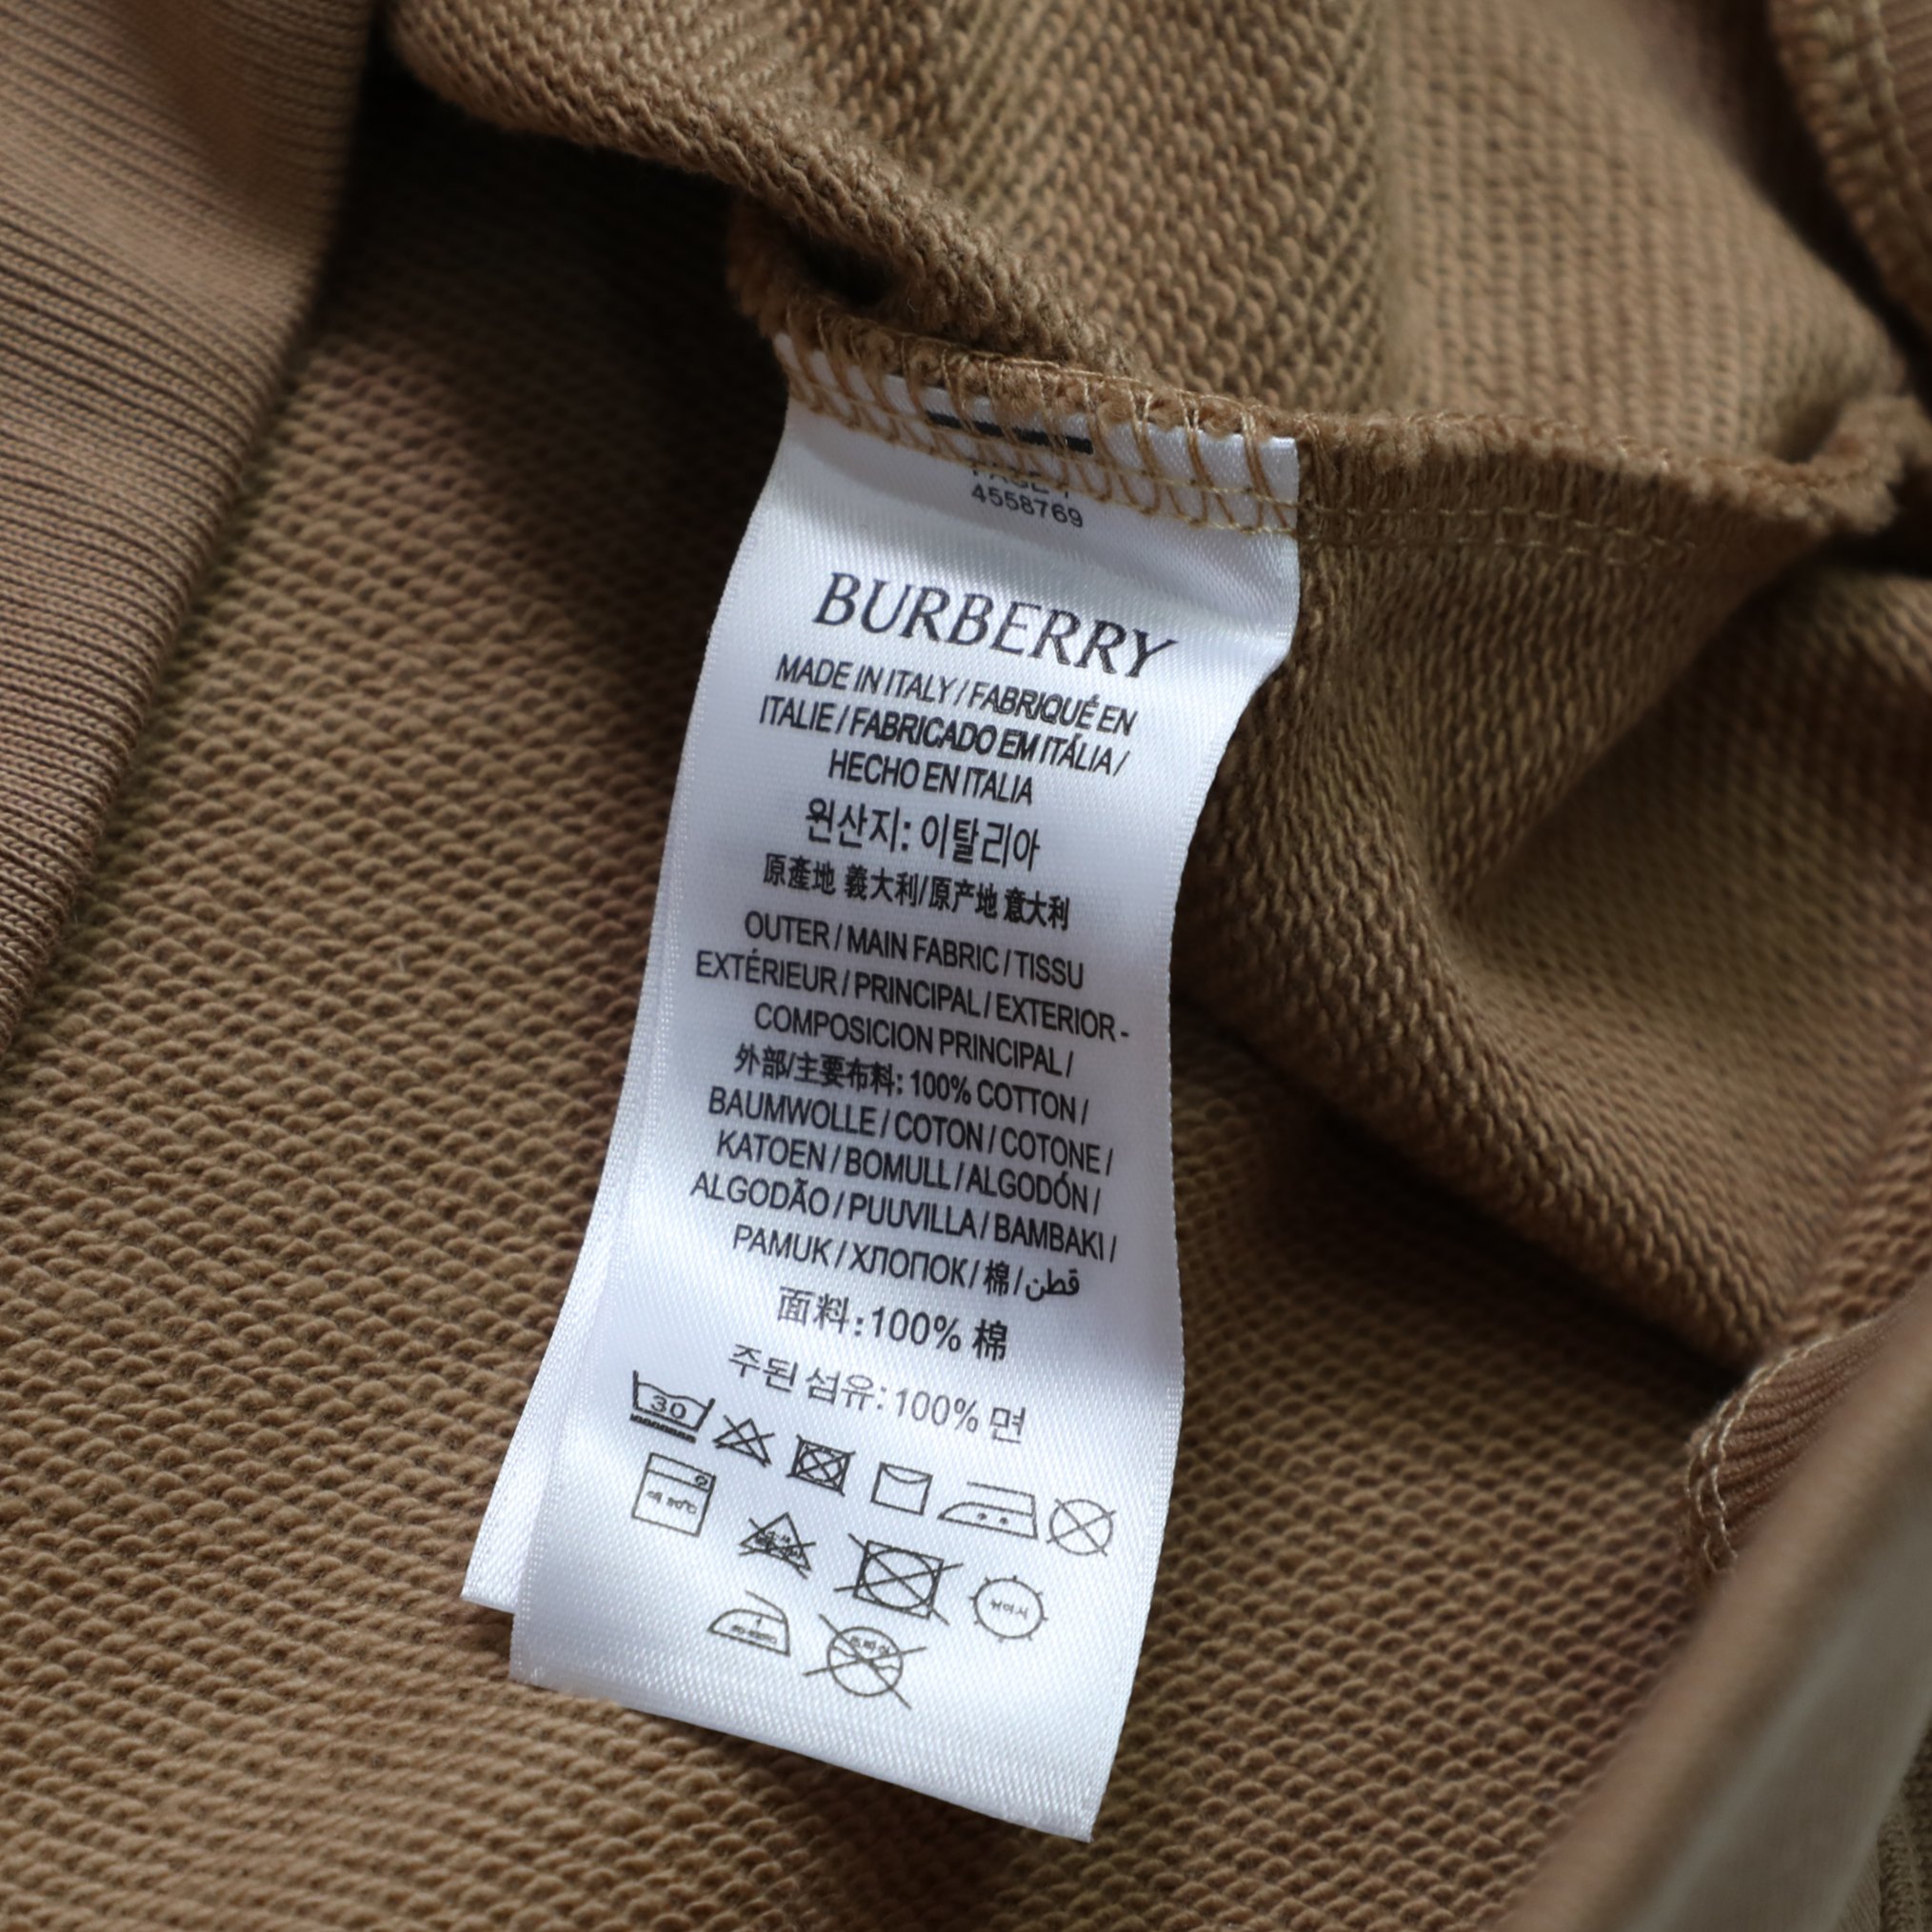 4558769
BURBERRY
MADE IN ITALY / FABRIQUÉ EN
ITALIE / FABRICADO EM ITÁLIA /
HECHO EN ITALIA
원산지: 이탈리아
原產地 義大利/原产地 意大利
OUTER / MAIN FABRIC / TISSU
EXTÉRIEUR / PRINCIPAL / EXTERIOR -
COMPOSICION PRINCIPAL /
外部/主要布料: 100% COTTON /
BAUMWOLLE / COTON / COTONE /
KATOEN / BOMULL / ALGODÓN /
ALGODÃO / PUUVILLA / BAMBAKI /
PAMUK / ХЛОПОК / 棉 / قطن
面料:100% 棉
주된 섬유: 100% 면
30